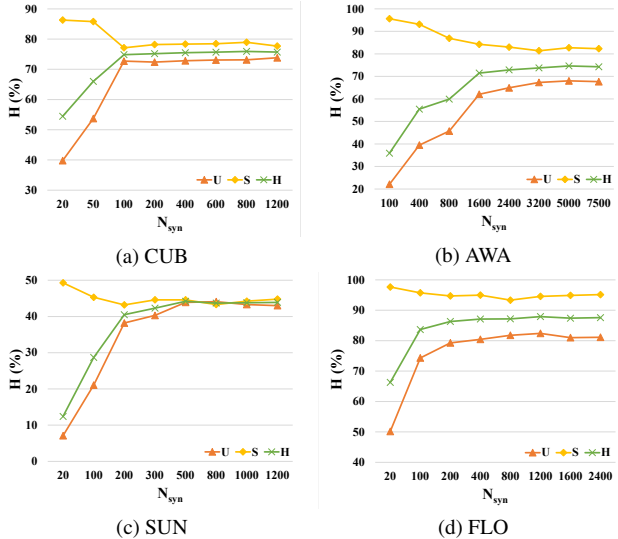 90
80
70
60
50
40
30
H (%)
20 50 100 200 400 600 800 1200
N_syn
U S H
(a) CUB
100
90
80
70
60
50
40
30
20
H (%)
100 400 800 1600 2400 3200 5000 7500
N_syn
U S H
(b) AWA
50
40
30
20
10
0
H (%)
20 100 200 300 500 800 1000 1200
N_syn
U S H
(c) SUN
100
90
80
70
60
50
40
H (%)
20 100 200 400 800 1200 1600 2400
N_syn
U S H
(d) FLO